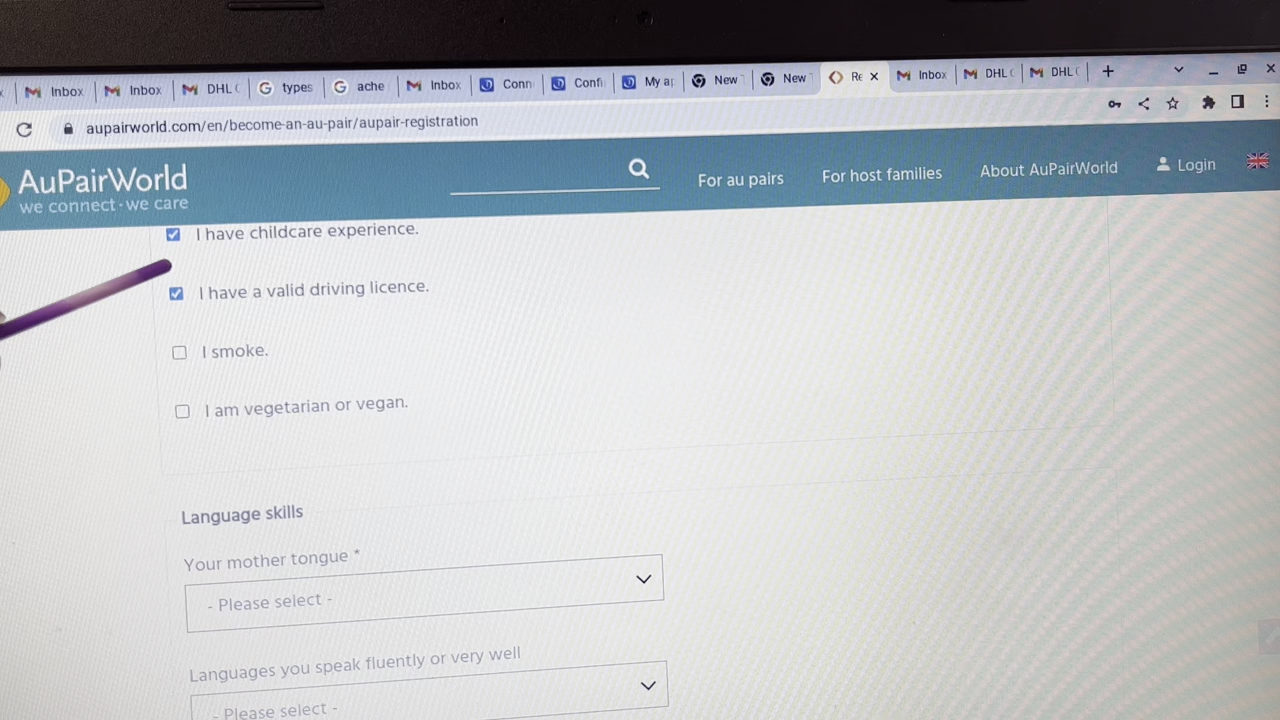 Inbox
Inbox
DHL
types
ache
Inbox
Conn
Confi
My ap
New
New
Re
Inbox
DHL
DHL
aupairworld.com/en/become-an-au-pair/aupair-registration
AuPairWorld
we connect·we care
For au pairs
For host families
About AuPairWorld
Login
I have childcare experience.
I have a valid driving licence.
I smoke.
I am vegetarian or vegan.
Language skills
Your mother tongue *
- Please select -
Languages you speak fluently or very well
- Please select -